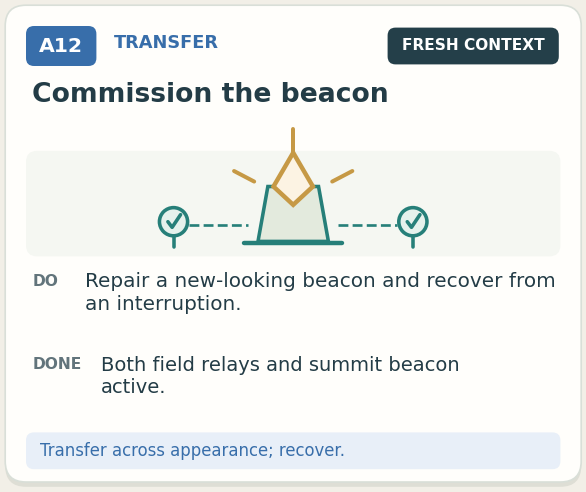 A12 TRANSFER FRESH CONTEXT
Commission the beacon
DO Repair a new-looking beacon and recover from
an interruption.
DONE Both field relays and summit beacon
active.
Transfer across appearance; recover.